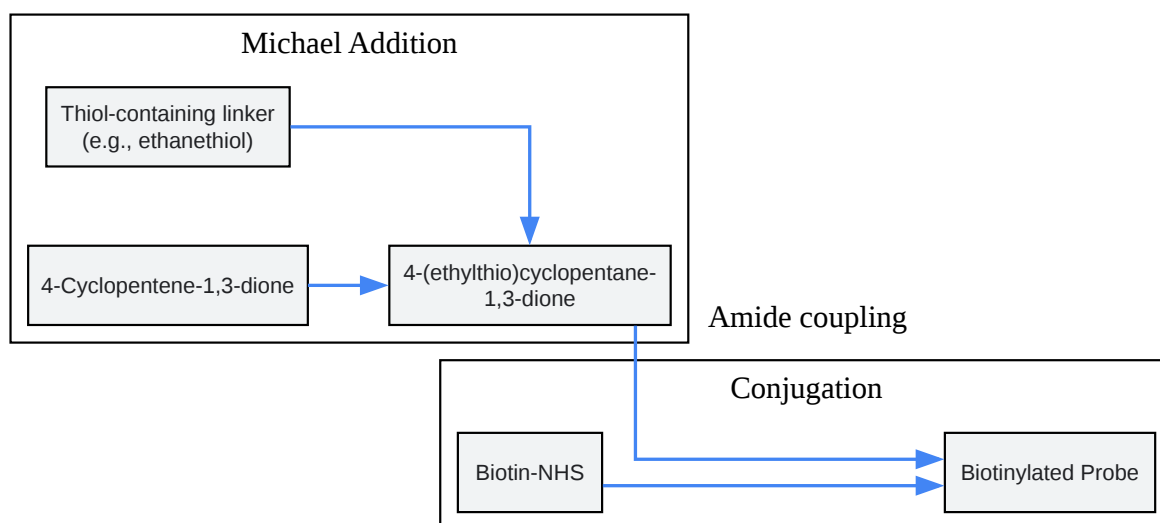 Michael Addition
Thiol-containing linker
(e.g., ethanethiol)
4-Cyclopentene-1,3-dione
4-(ethylthio)cyclopentane-
1,3-dione
Amide coupling
Conjugation
Biotin-NHS
Biotinylated Probe